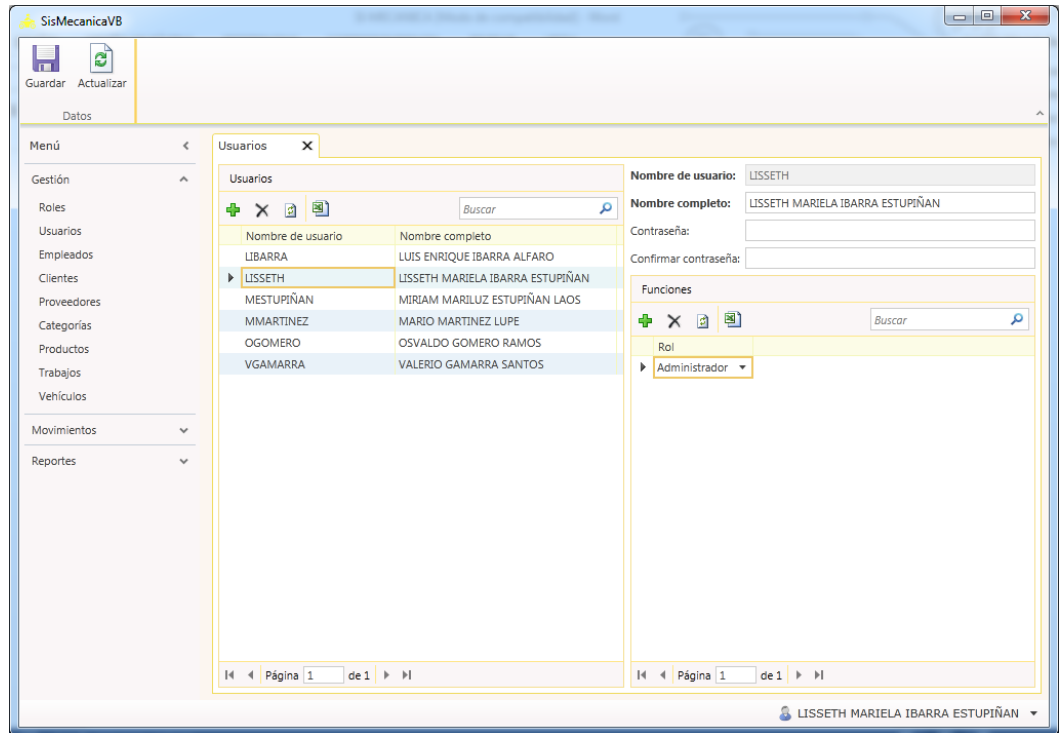 SisMecanicaVB
Guardar Actualizar
Datos
Menú
Gestión
Roles
Usuarios
Empleados
Clientes
Proveedores
Categorías
Productos
Trabajos
Vehículos
Movimientos
Reportes
Usuarios
Usuarios
Buscar
Nombre de usuario Nombre completo
LIBARRA LUIS ENRIQUE IBARRA ALFARO
LISSETH LISSETH MARIELA IBARRA ESTUPIÑAN
MESTUPIÑAN MIRIAM MARILUZ ESTUPIÑAN LAOS
MMARTINEZ MARIO MARTINEZ LUPE
OGOMERO OSVALDO GOMERO RAMOS
VGAMARRA VALERIO GAMARRA SANTOS
Página 1 de 1
Nombre de usuario: LISSETH
Nombre completo: LISSETH MARIELA IBARRA ESTUPIÑAN
Contraseña:
Confirmar contraseña:
Funciones
Buscar
Rol
Administrador
Página 1 de 1
LISSETH MARIELA IBARRA ESTUPIÑAN